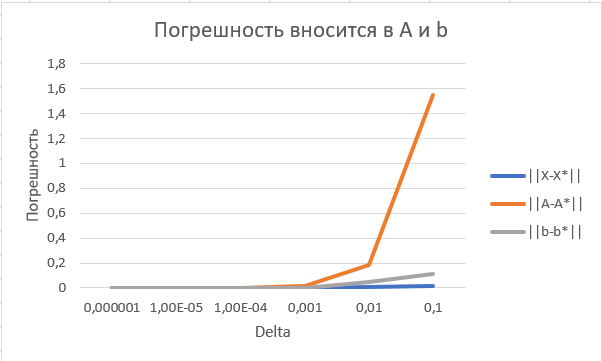 Погрешность вносится в A и b
1,8
1,6
1,4
1,2
1
0,8
0,6
0,4
0,2
0
Погрешность
0,000001 1,00E-05 1,00E-04 0,001 0,01 0,1
Delta
||X-X*||
||A-A*||
||b-b*||